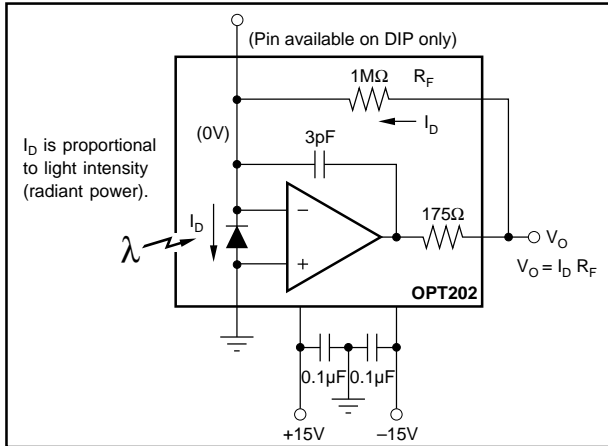 (Pin available on DIP only)
1MΩ R_F
I_D
(0V)
3pF
I_D is proportional
to light intensity
(radiant power).
I_D
λ
–
+
175Ω
V_O
V_O = I_D R_F
OPT202
0.1µF 0.1µF
+15V –15V